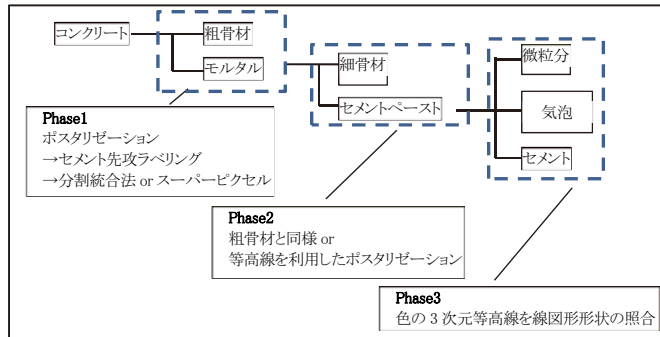 コンクリート
粗骨材
モルタル
細骨材
セメントペースト
微粒分
気泡
セメント
Phase1
ポスタリゼーション
→セメント先攻ラベリング
→分割統合法 or スーパーピクセル
Phase2
粗骨材と同様 or
等高線を利用したポスタリゼーション
Phase3
色の 3 次元等高線を線図形形状の照合